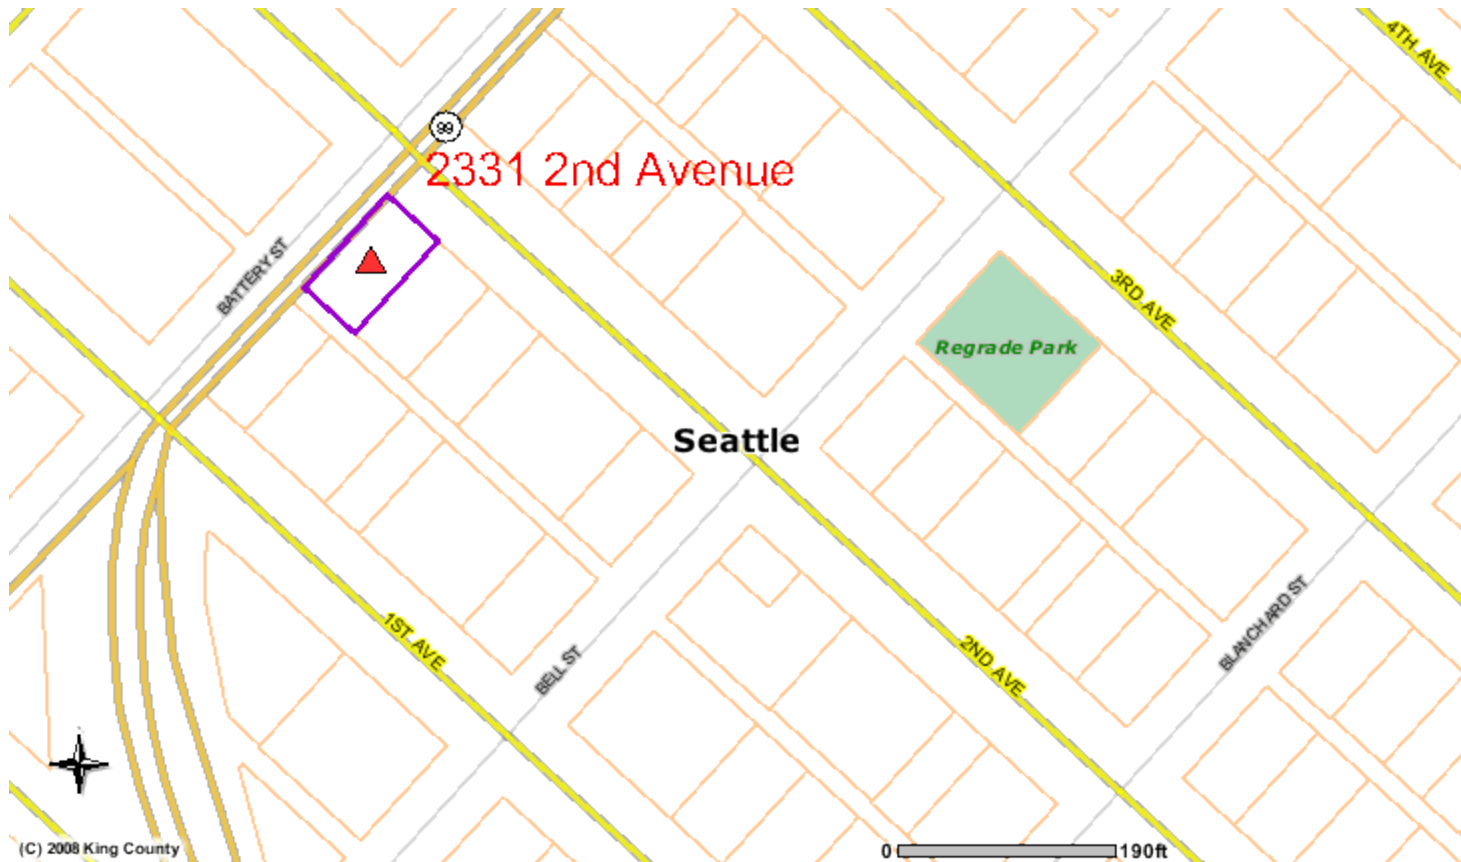 4TH AVE
99
2331 2nd Avenue
BATTERY ST
3RD AVE
Regrade Park
Seattle
1ST AVE
2ND AVE
BLANCHARD ST
BELL ST
(C) 2008 King County
0 190ft